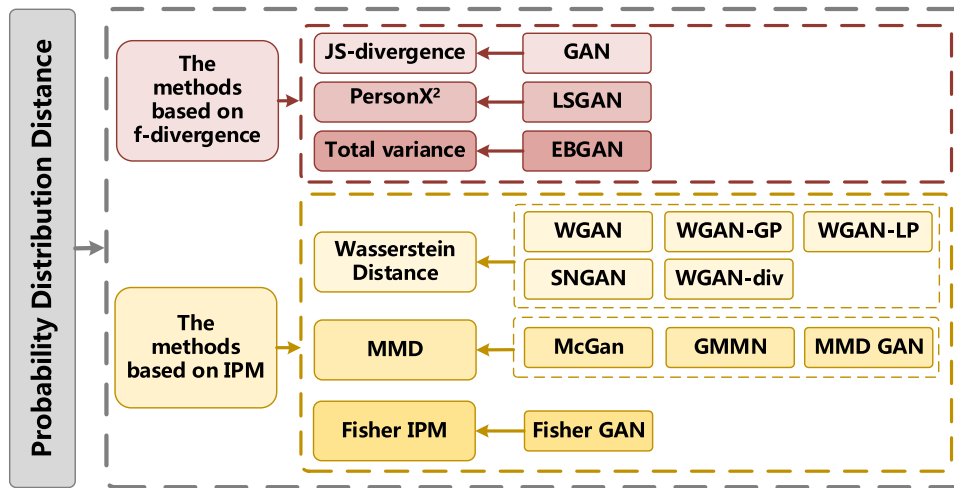 Probability Distribution Distance
The
methods
based on
f-divergence
JS-divergence
GAN
PersonX²
LSGAN
Total variance
EBGAN
The
methods
based on IPM
Wasserstein
Distance
WGAN
WGAN-GP
WGAN-LP
SNGAN
WGAN-div
MMD
McGan
GMMN
MMD GAN
Fisher IPM
Fisher GAN